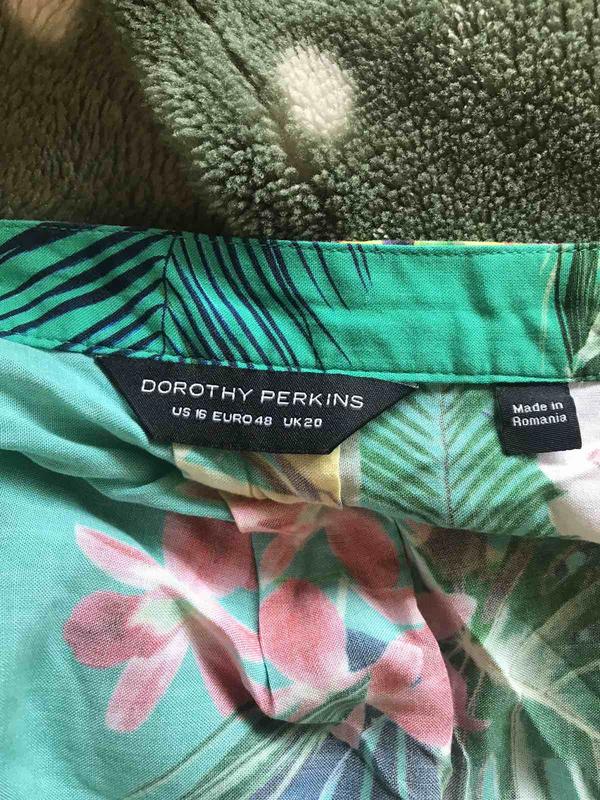 DOROTHY PERKINS
US 16 EURO 48 UK 20
Made in
Romania